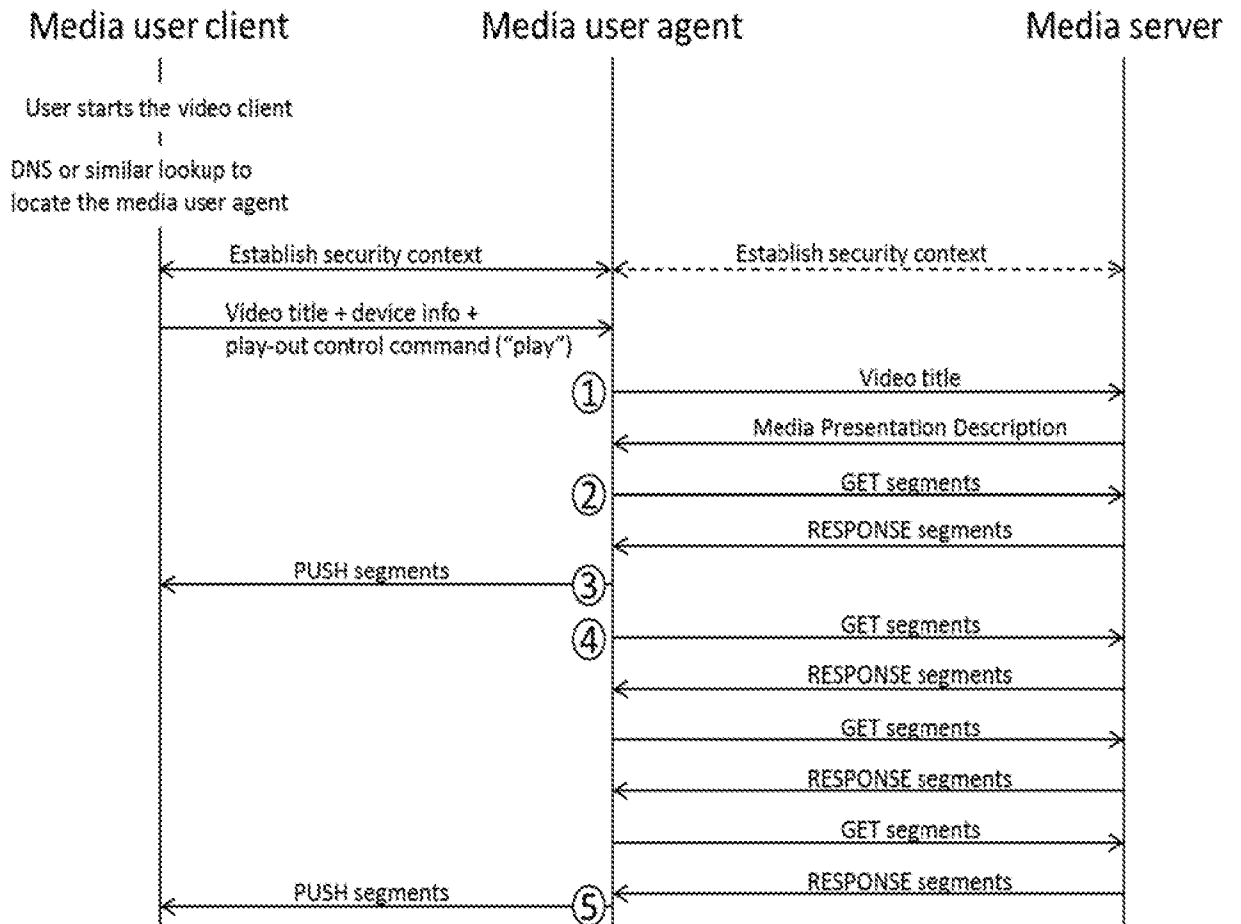 Media user client
Media user agent
Media server
User starts the video client
DNS or similar lookup to
locate the media user agent
Establish security context
Establish security context
Video title + device info +
play-out control command (“play”)
① Video title
Media Presentation Description
② GET segments
RESPONSE segments
PUSH segments ③
④ GET segments
RESPONSE segments
GET segments
RESPONSE segments
GET segments
RESPONSE segments
PUSH segments ⑤